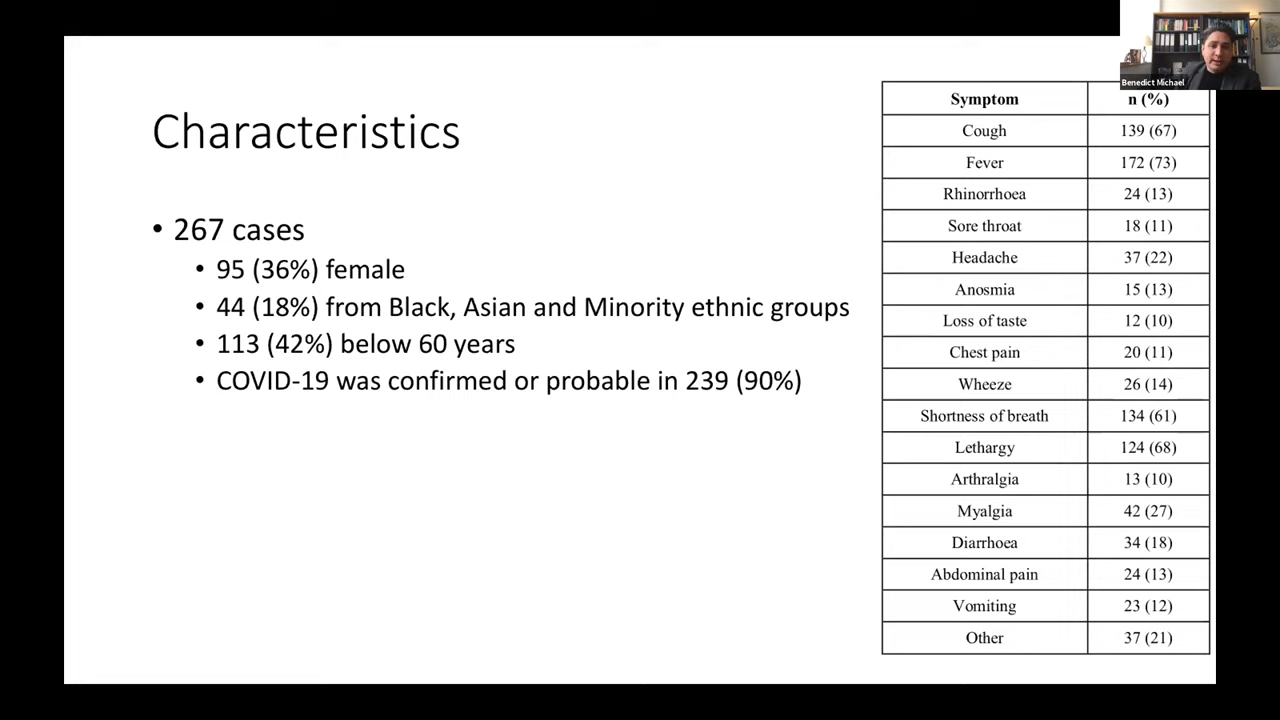 Benedict Michael
Characteristics
• 267 cases
• 95 (36%) female
• 44 (18%) from Black, Asian and Minority ethnic groups
• 113 (42%) below 60 years
• COVID-19 was confirmed or probable in 239 (90%)
Symptom n (%)
Cough 139 (67)
Fever 172 (73)
Rhinorrhoea 24 (13)
Sore throat 18 (11)
Headache 37 (22)
Anosmia 15 (13)
Loss of taste 12 (10)
Chest pain 20 (11)
Wheeze 26 (14)
Shortness of breath 134 (61)
Lethargy 124 (68)
Arthralgia 13 (10)
Myalgia 42 (27)
Diarrhoea 34 (18)
Abdominal pain 24 (13)
Vomiting 23 (12)
Other 37 (21)